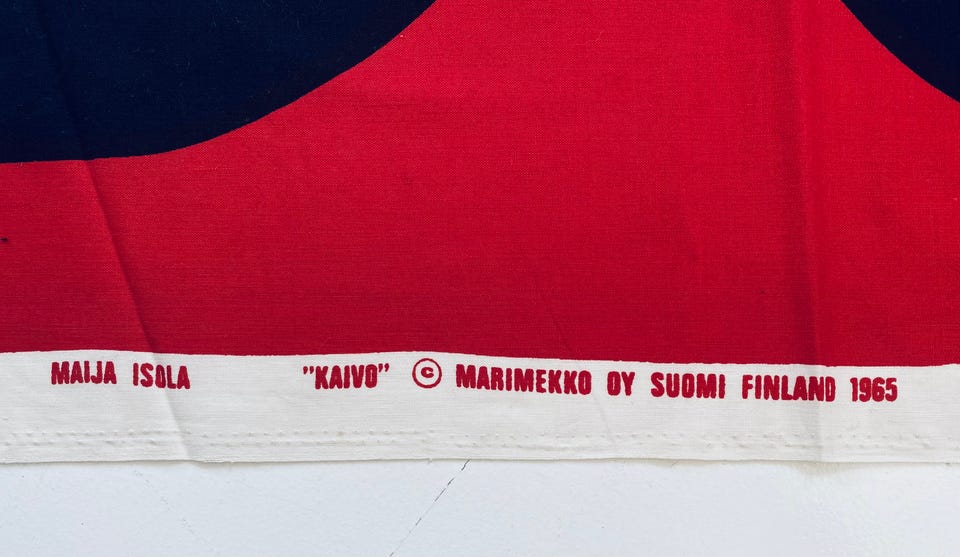 MAIJA ISOLA ”KAIVO” © MARIMEKKO OY SUOMI FINLAND 1965